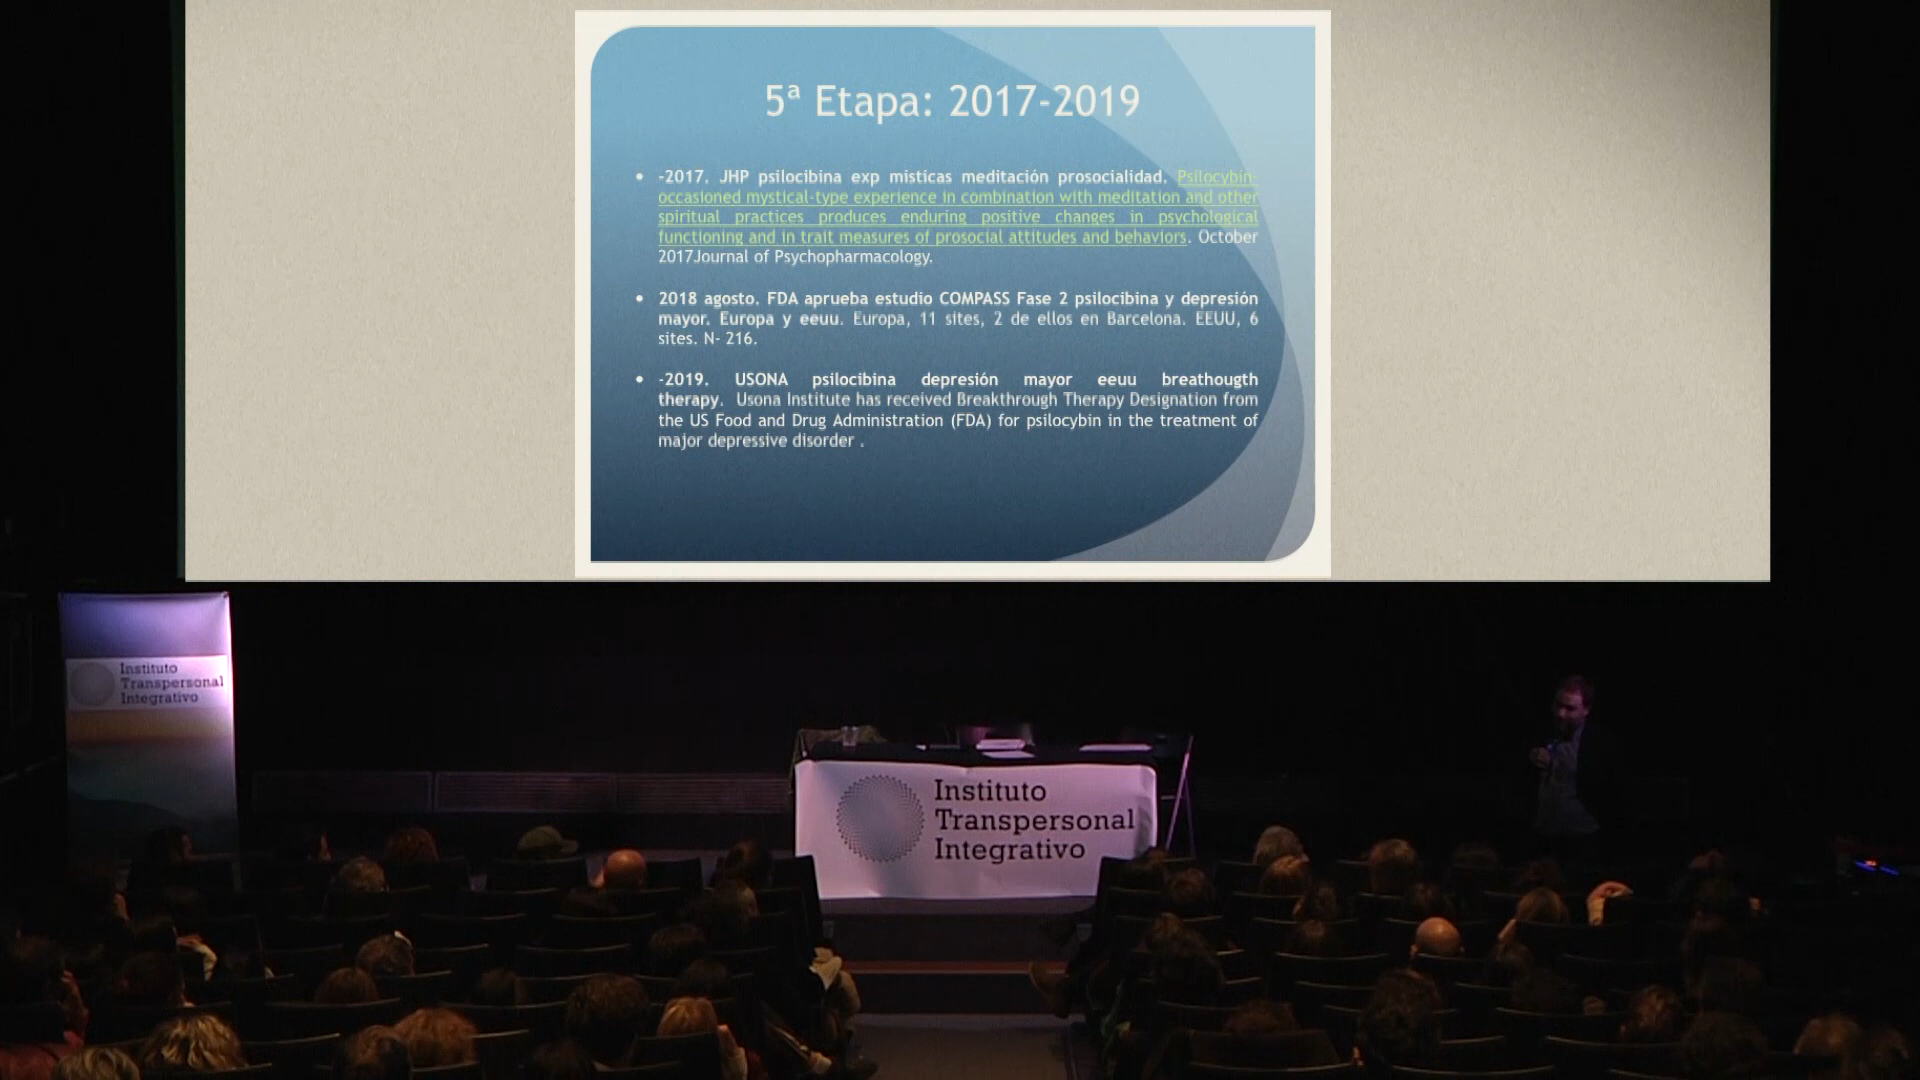 5ª Etapa: 2017-2019
-2017. JHP psilocibina exp misticas meditación prosocialidad. Psilocybin-
occasioned mystical-type experience in combination with meditation and other
spiritual practices produces enduring positive changes in psychological
functioning and in trait measures of prosocial attitudes and behaviors. October
2017Journal of Psychopharmacology.
2018 agosto. FDA aprueba estudio COMPASS Fase 2 psilocibina y depresión
mayor. Europa y eeuu. Europa, 11 sites, 2 de ellos en Barcelona. EEUU, 6
sites. N- 216.
-2019. USONA psilocibina depresión mayor eeuu breathougth
therapy. Usona Institute has received Breakthrough Therapy Designation from
the US Food and Drug Administration (FDA) for psilocybin in the treatment of
major depressive disorder .
Instituto
Transpersonal
Integrativo
Instituto
Transpersonal
Integrativo